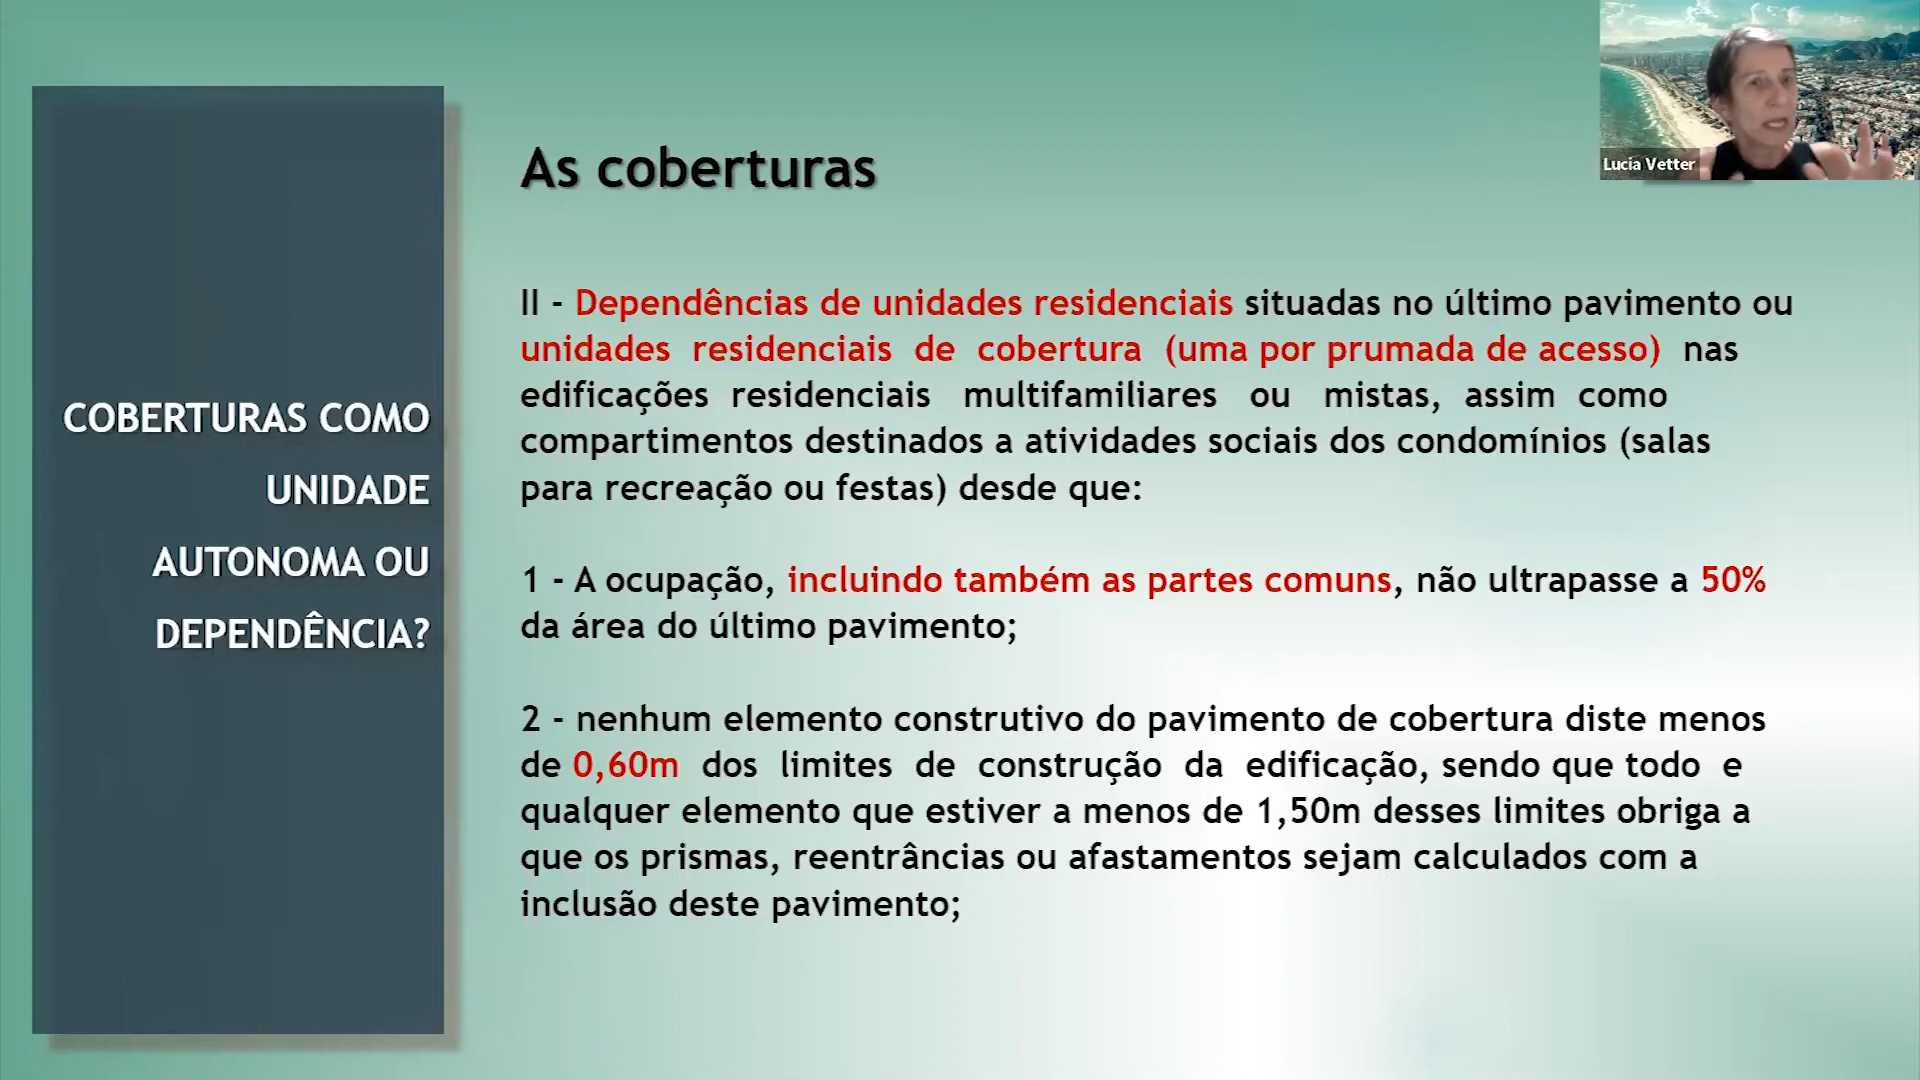 Lucia Vetter
COBERTURAS COMO
UNIDADE
AUTONOMA OU
DEPENDÊNCIA?
As coberturas
II - Dependências de unidades residenciais situadas no último pavimento ou
unidades residenciais de cobertura (uma por prumada de acesso) nas
edificações residenciais multifamiliares ou mistas, assim como
compartimentos destinados a atividades sociais dos condomínios (salas
para recreação ou festas) desde que:
1 - A ocupação, incluindo também as partes comuns, não ultrapasse a 50%
da área do último pavimento;
2 - nenhum elemento construtivo do pavimento de cobertura diste menos
de 0,60m dos limites de construção da edificação, sendo que todo e
qualquer elemento que estiver a menos de 1,50m desses limites obriga a
que os prismas, reentrâncias ou afastamentos sejam calculados com a
inclusão deste pavimento;